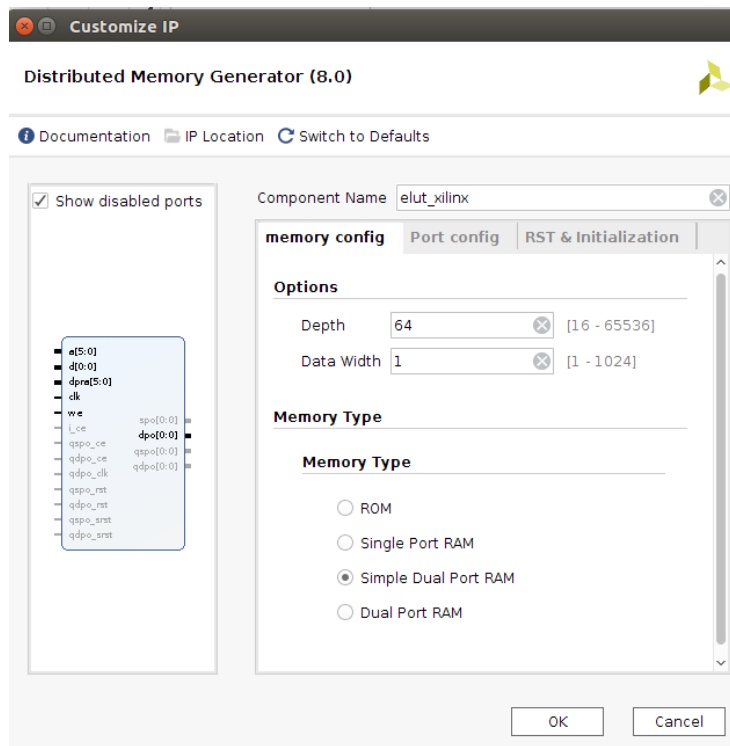 Customize IP
Distributed Memory Generator (8.0)
Documentation IP Location Switch to Defaults
Show disabled ports
a[5:0]
d[0:0]
dpra[5:0]
clk
we
i_ce
qspo_ce
qdpo_ce
qdpo_clk
qspo_rst
qdpo_rst
qspo_srst
qdpo_srst
spo[0:0]
dpo[0:0]
qspo[0:0]
qdpo[0:0]
Component Name elut_xilinx
memory config Port config RST & Initialization
Options
Depth 64 [16 - 65536]
Data Width 1 [1 - 1024]
Memory Type
Memory Type
ROM
Single Port RAM
Simple Dual Port RAM
Dual Port RAM
OK Cancel